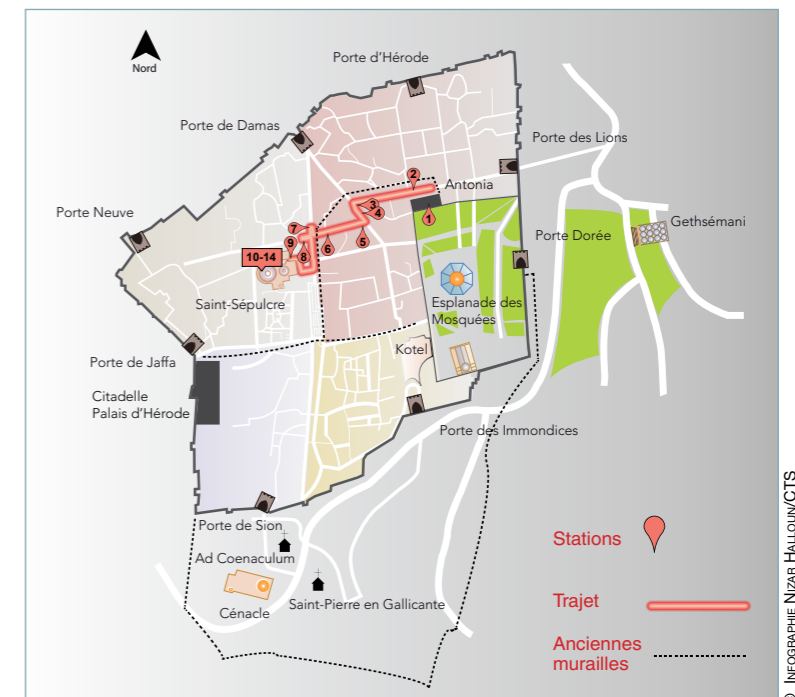 Nord
Porte d'Hérode
Porte de Damas
Porte des Lions
Porte Neuve
Antonia
2
3
4
1
5
6
7
9
8
10-14
Gethsémani
Porte Dorée
Saint-Sépulcre
Esplanade des
Mosquées
Kotel
Porte de Jaffa
Citadelle
Palais d'Hérode
Porte des Immondices
Porte de Sion
Ad Coenaculum
Cénacle
Saint-Pierre en Gallicante
Stations
Trajet
Anciennes
murailles
INFOGRAPHIE NIZAR HALLOUN/CTS